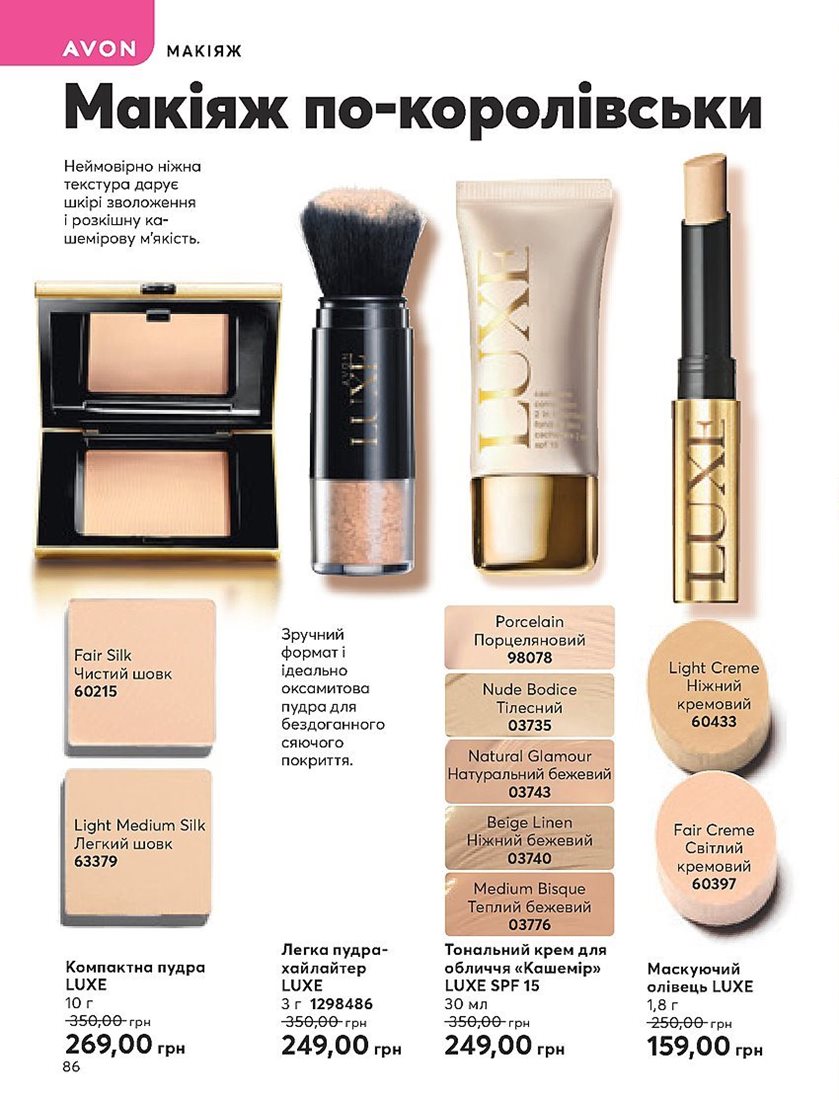 AVON МАКІЯЖ
Макіяж по-королівськи
Неймовірно ніжна
текстура дарує
шкірі зволоження
і розкішну ка-
шемірову м'якість.
AVON
LUXE
LUXE
spf 15
LUXE
Fair Silk
Чистий шовк
60215
Light Medium Silk
Легкий шовк
63379
Зручний
формат і
ідеально
оксамитова
пудра для
бездоганного
сяючого
покриття.
Porcelain
Порцеляновий
98078
Nude Bodice
Тілесний
03735
Natural Glamour
Натуральний бежевий
03743
Beige Linen
Ніжний бежевий
03740
Medium Bisque
Теплий бежевий
03776
Light Creme
Ніжний
кремовий
60433
Fair Creme
Світлий
кремовий
60397
Компактна пудра
LUXE
10 г
350,00 грн
269,00 грн
Легка пудра-
хайлайтер
LUXE
3 г 1298486
350,00 грн
249,00 грн
Тональний крем для
обличчя «Кашемір»
LUXE SPF 15
30 мл
350,00 грн
249,00 грн
Маскуючий
олівець LUXE
1,8 г
250,00 грн
159,00 грн
86